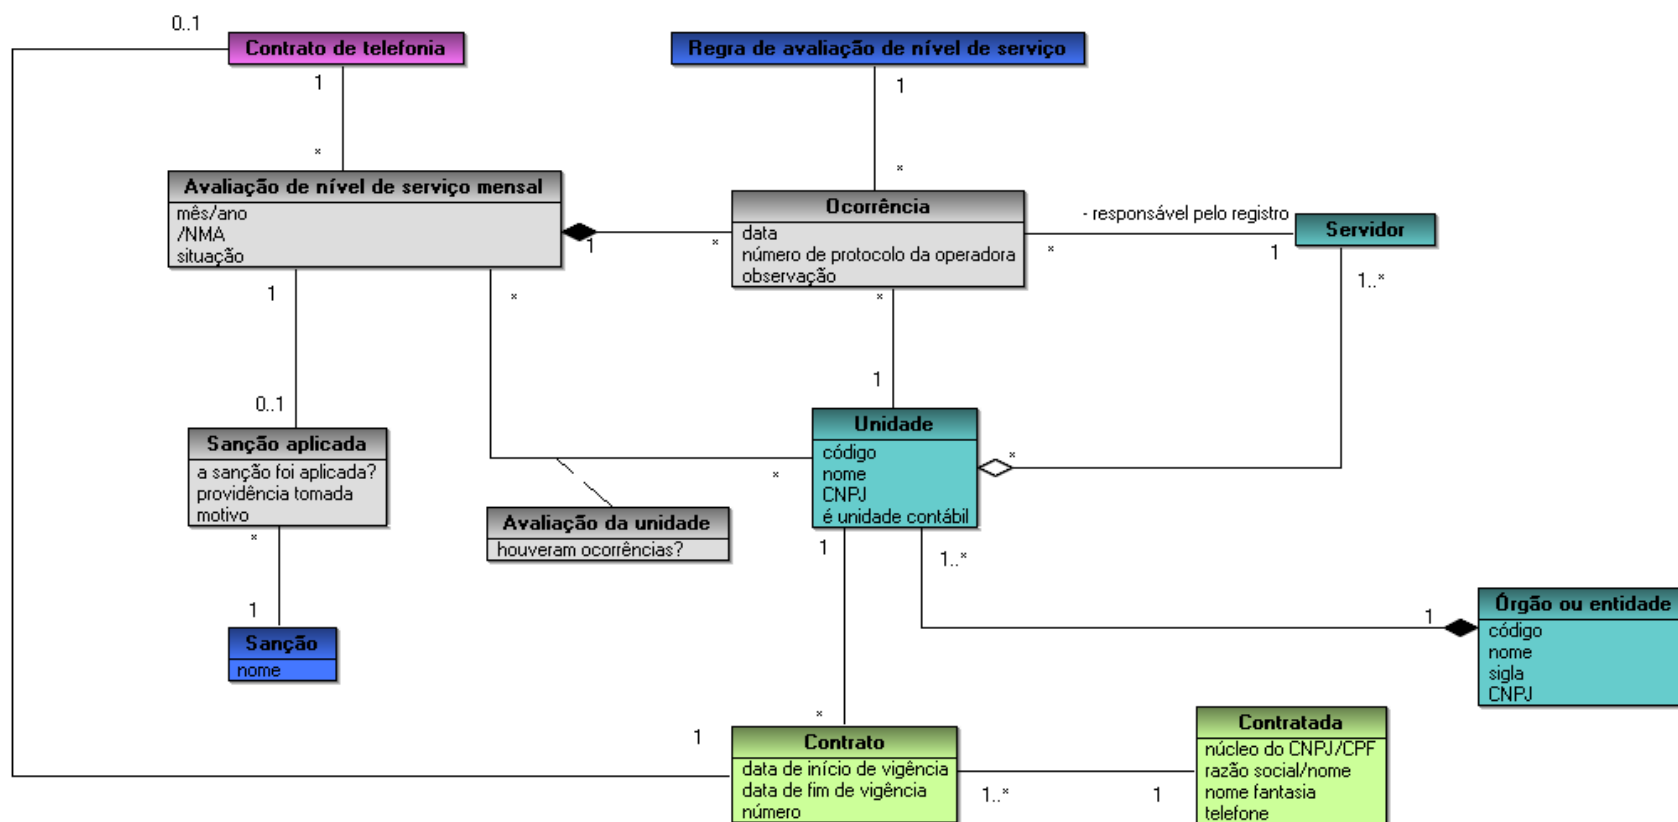 0..1
Contrato de telefonia
Regra de avaliação de nível de serviço
1
1
*
*
Avaliação de nível de serviço mensal
mês/ano
/NMA
situação
1
*
Ocorrência
data
número de protocolo da operadora
observação
- responsável pelo registro
*
1
Servidor
1
*
*
1..*
1
0..1
Sanção aplicada
a sanção foi aplicada?
providência tomada
motivo
*
Unidade
código
nome
CNPJ
é unidade contábil
*
*
Avaliação da unidade
houveram ocorrências?
1
1..*
1
Sanção
nome
1
Órgão ou entidade
código
nome
sigla
CNPJ
*
1
Contrato
data de início de vigência
data de fim de vigência
número
1..*
1
Contratada
núcleo do CNPJ/CPF
razão social/nome
nome fantasia
telefone